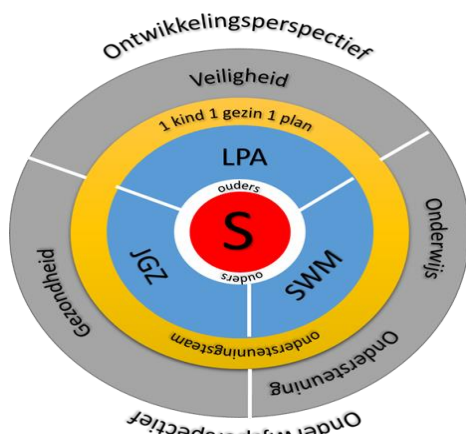 Ontwikkelingsperspectief
Veiligheid
1 kind 1 gezin 1 plan
LPA
ouders
S
ouders
JGZ
SWM
Gezondheid
Onderwijs
Ondersteuning
ondersteuningsteam